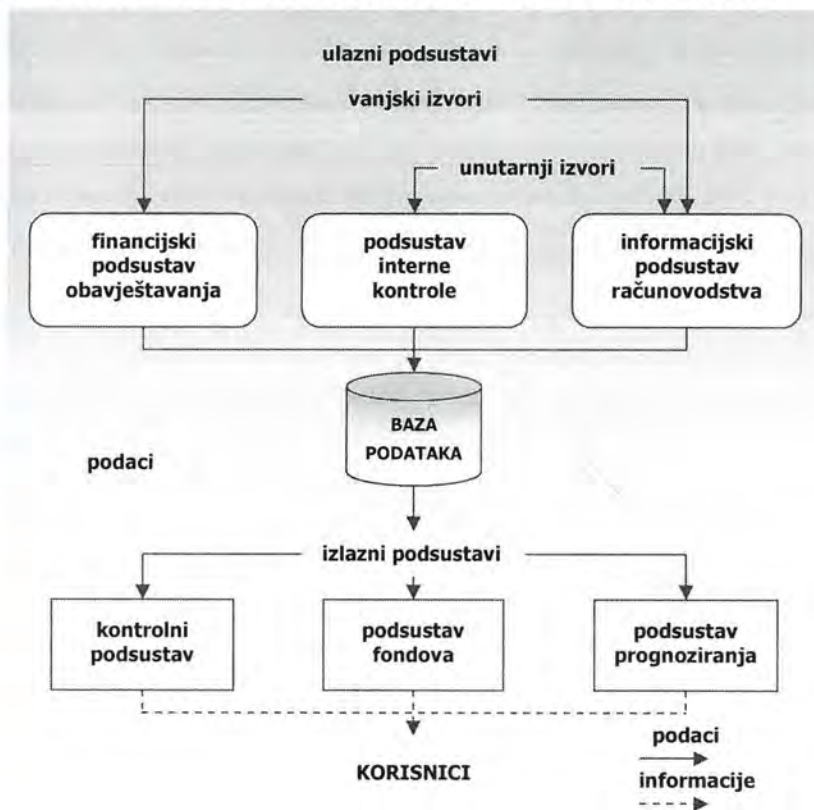 ulazni podsustavi
vanjski izvori
unutarnji izvori
financijski
podsustav
obavještavanja
podsustav
interne
kontrole
informacijski
podsustav
računovodstva
BAZA
PODATAKA
podaci
izlazni podsustavi
kontrolni
podsustav
podsustav
fondova
podsustav
prognoziranja
KORISNICI
podaci
informacije